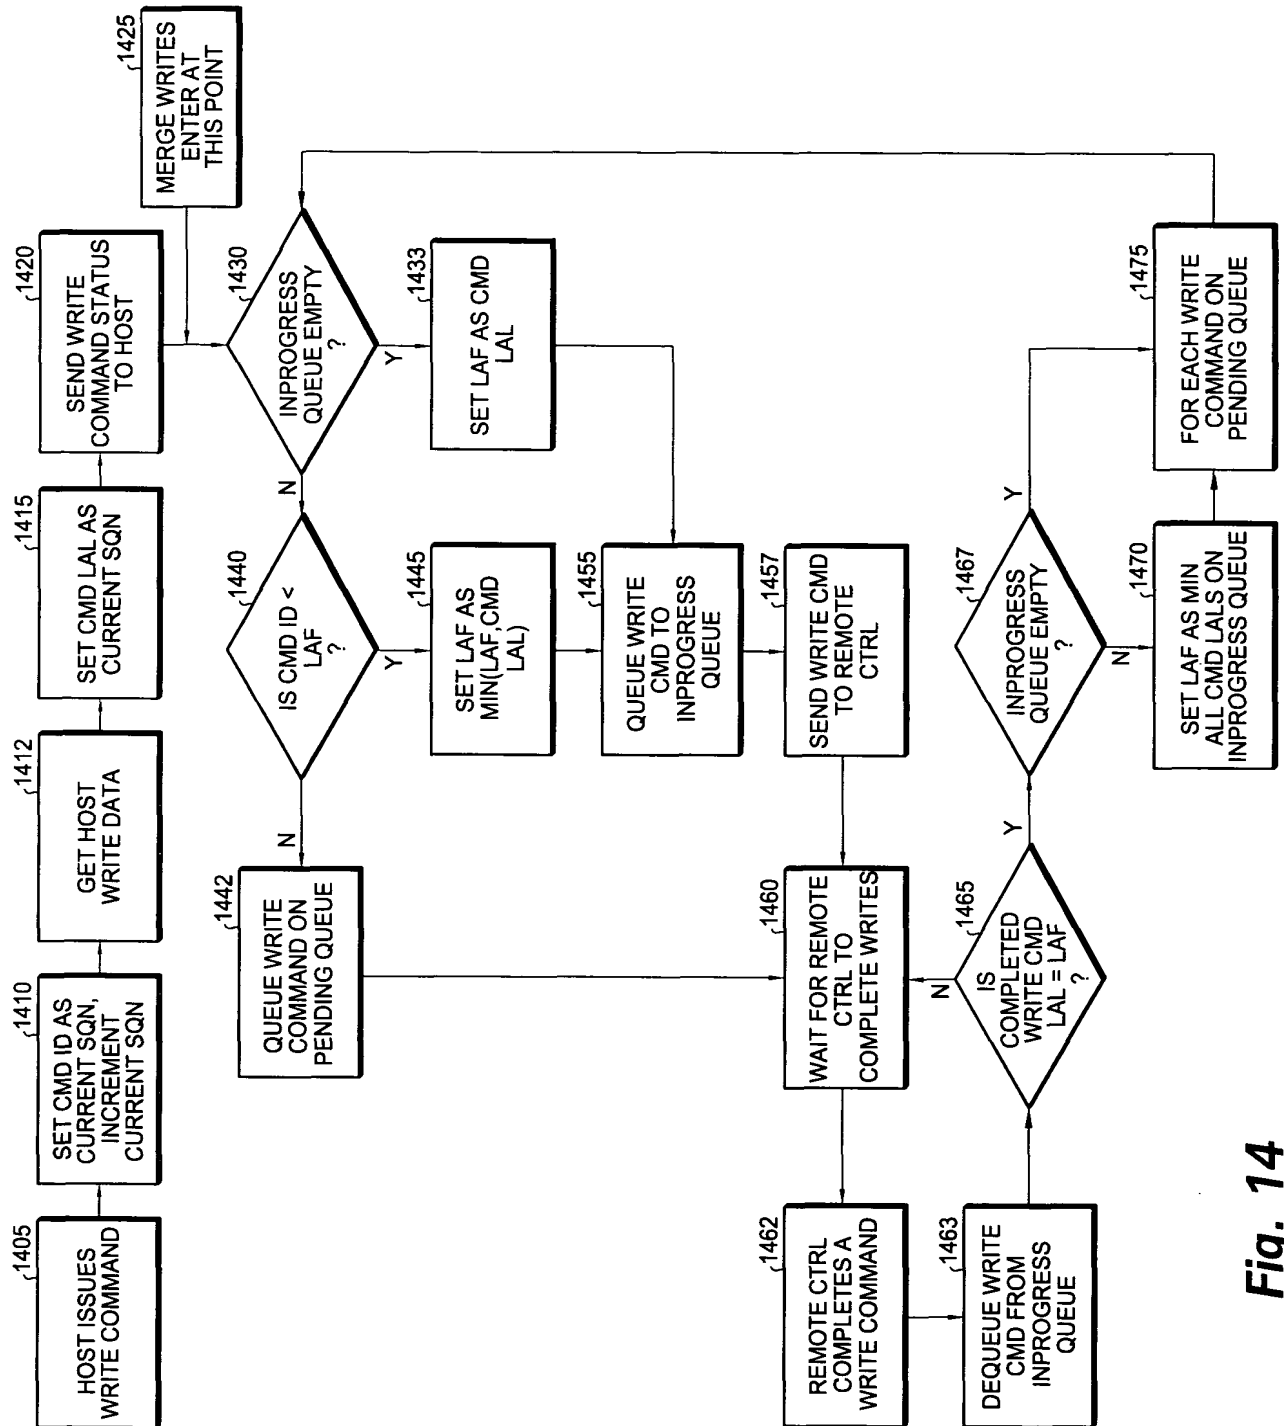 1405
HOST ISSUES
WRITE COMMAND
1410
SET CMD ID AS
CURRENT SQN,
INCREMENT
CURRENT SQN
1412
GET HOST
WRITE DATA
1415
SET CMD LAL AS
CURRENT SQN
1420
SEND WRITE
COMMAND STATUS
TO HOST
1425
MERGE WRITES
ENTER AT
THIS POINT
1430
INPROGRESS
QUEUE EMPTY
?
Y
N
1433
SET LAF AS CMD
LAL
1440
IS CMD ID <
LAF
?
Y
N
1442
QUEUE WRITE
COMMAND ON
PENDING QUEUE
1445
SET LAF AS
MIN(LAF,CMD
LAL)
1455
QUEUE WRITE
CMD TO
INPROGRESS
QUEUE
1457
SEND WRITE CMD
TO REMOTE
CTRL
1460
WAIT FOR REMOTE
CTRL TO
COMPLETE WRITES
1462
REMOTE CTRL
COMPLETES A
WRITE COMMAND
1463
DEQUEUE WRITE
CMD FROM
INPROGRESS
QUEUE
1465
IS
COMPLETED
WRITE CMD
LAL = LAF
?
N
Y
1467
INPROGRESS
QUEUE EMPTY
?
Y
N
1470
SET LAF AS MIN
ALL CMD LALS ON
INPROGRESS QUEUE
1475
FOR EACH WRITE
COMMAND ON
PENDING QUEUE
Fig. 14